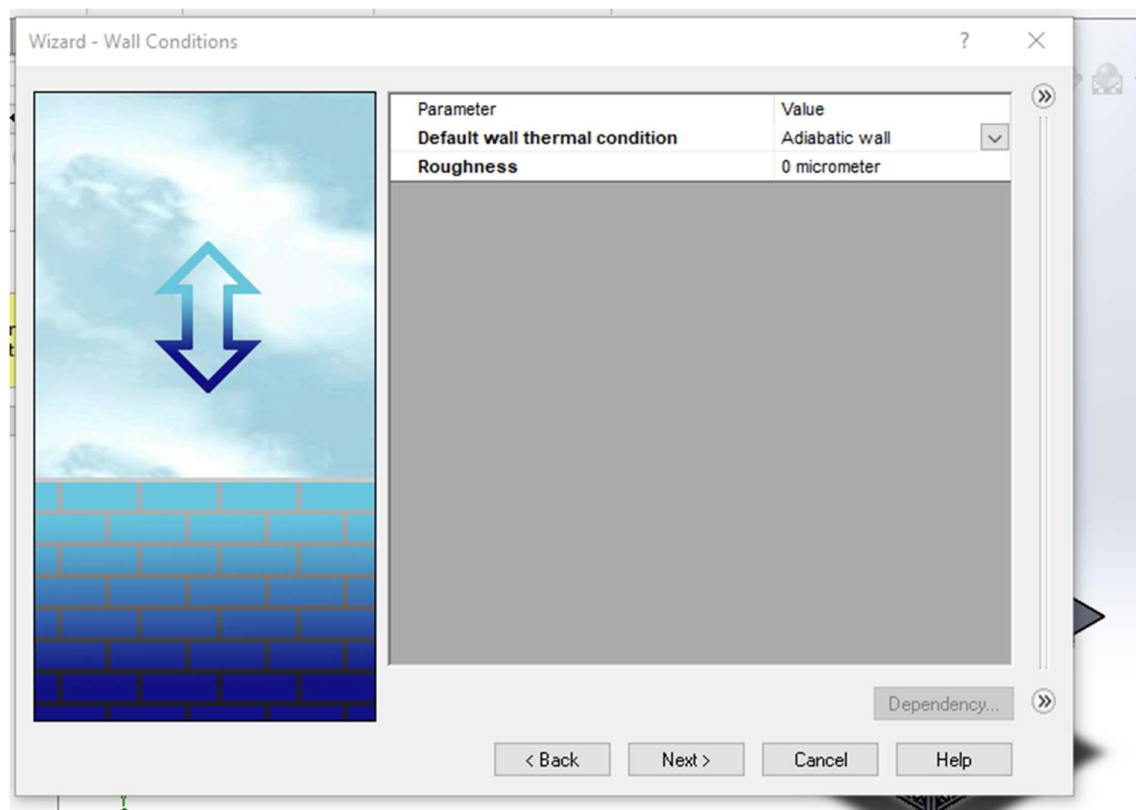 Wizard - Wall Conditions ?
Parameter Value
Default wall thermal condition Adiabatic wall
Roughness 0 micrometer
Dependency...
< Back Next > Cancel Help